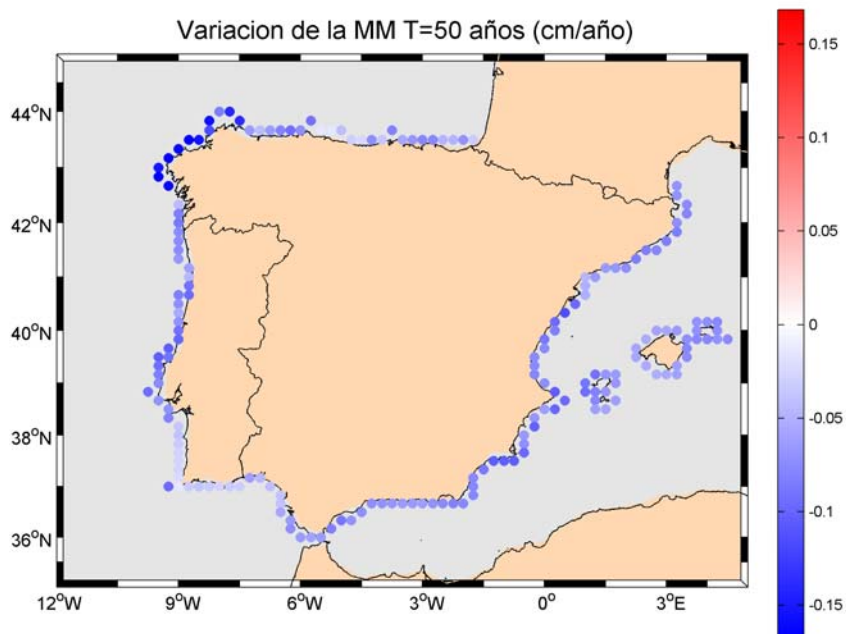 Variacion de la MM T=50 años (cm/año)
0.15
0.1
0.05
0
-0.05
-0.1
-0.15
44°N
42°N
40°N
38°N
36°N
12°W 9°W 6°W 3°W 0° 3°E